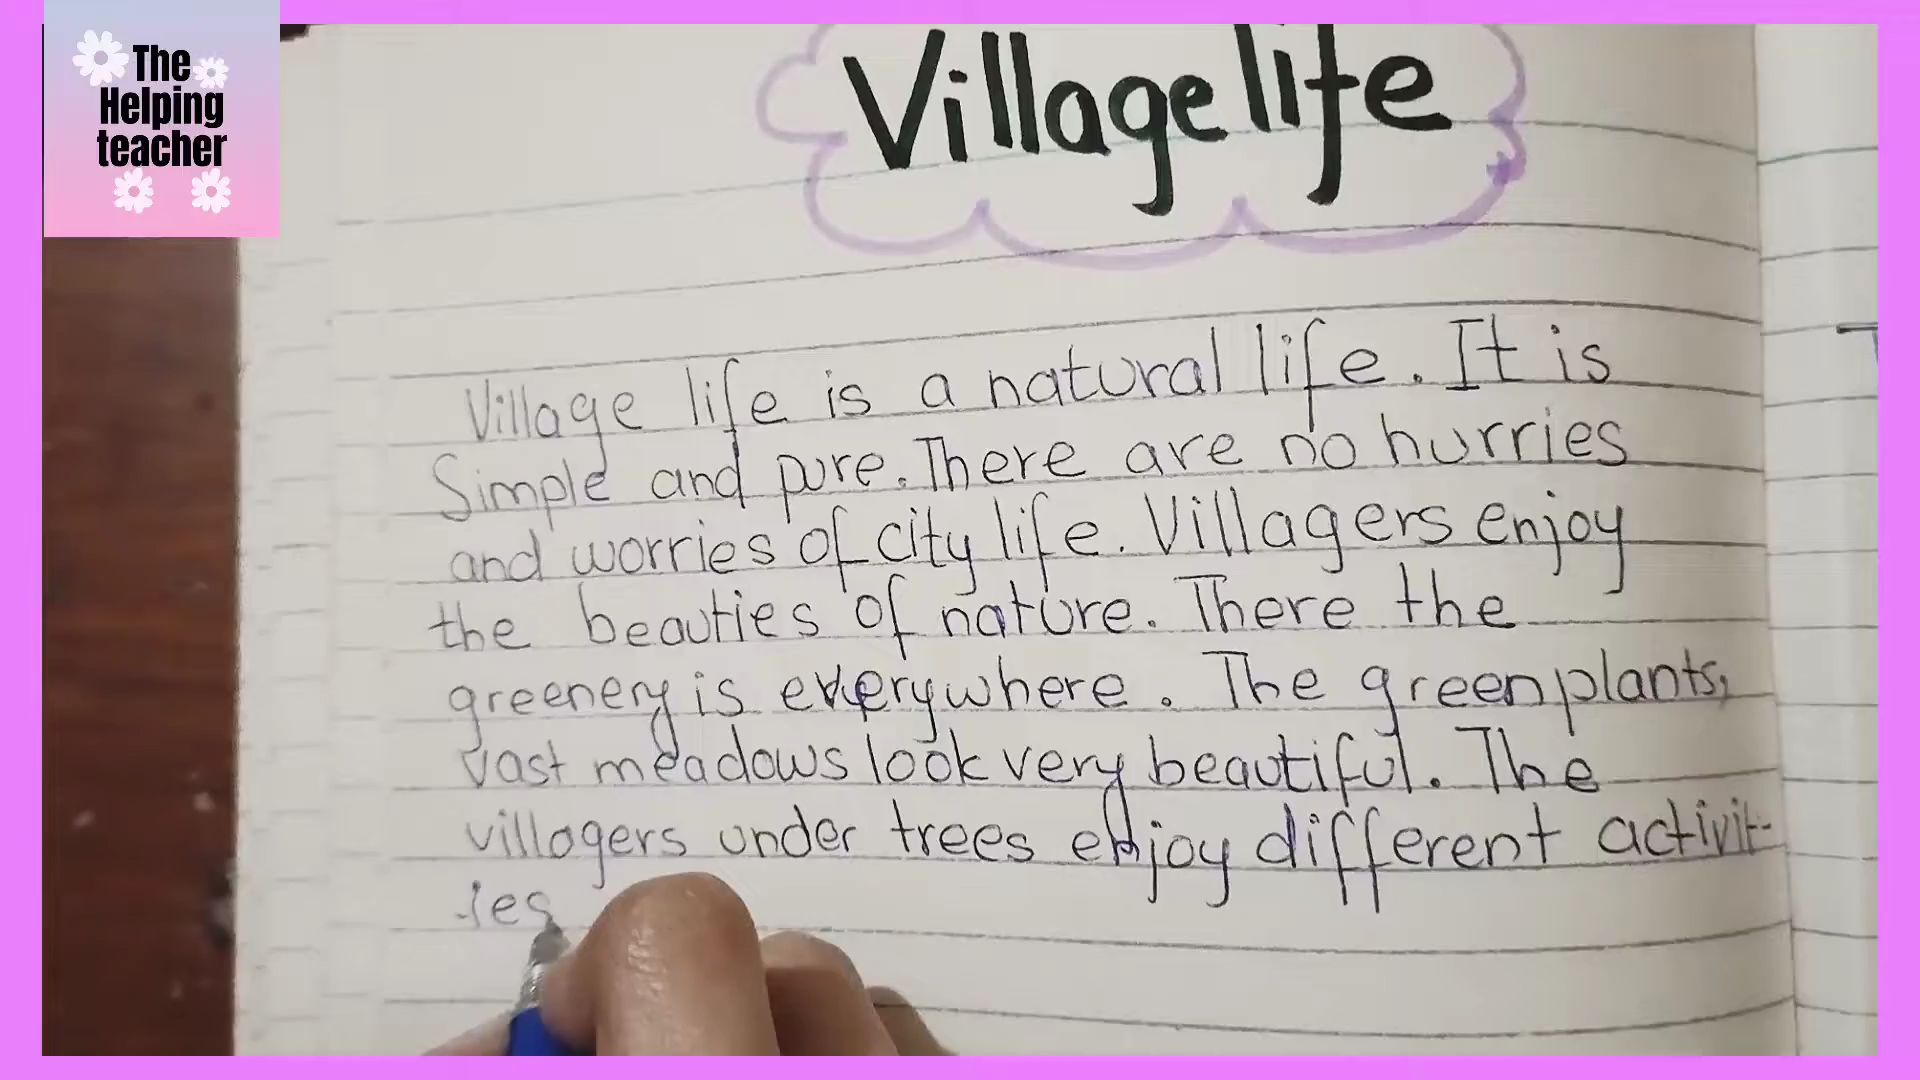 The
Helping
teacher
Village life
Village life is a natural life. It is
Simple and pure. There are no hurries
and worries of city life. Villagers enjoy
the beauties of nature. There the
greenery is everywhere. The green plants,
vast meadows look very beautiful. The
villagers under trees enjoy different activit-
-ies